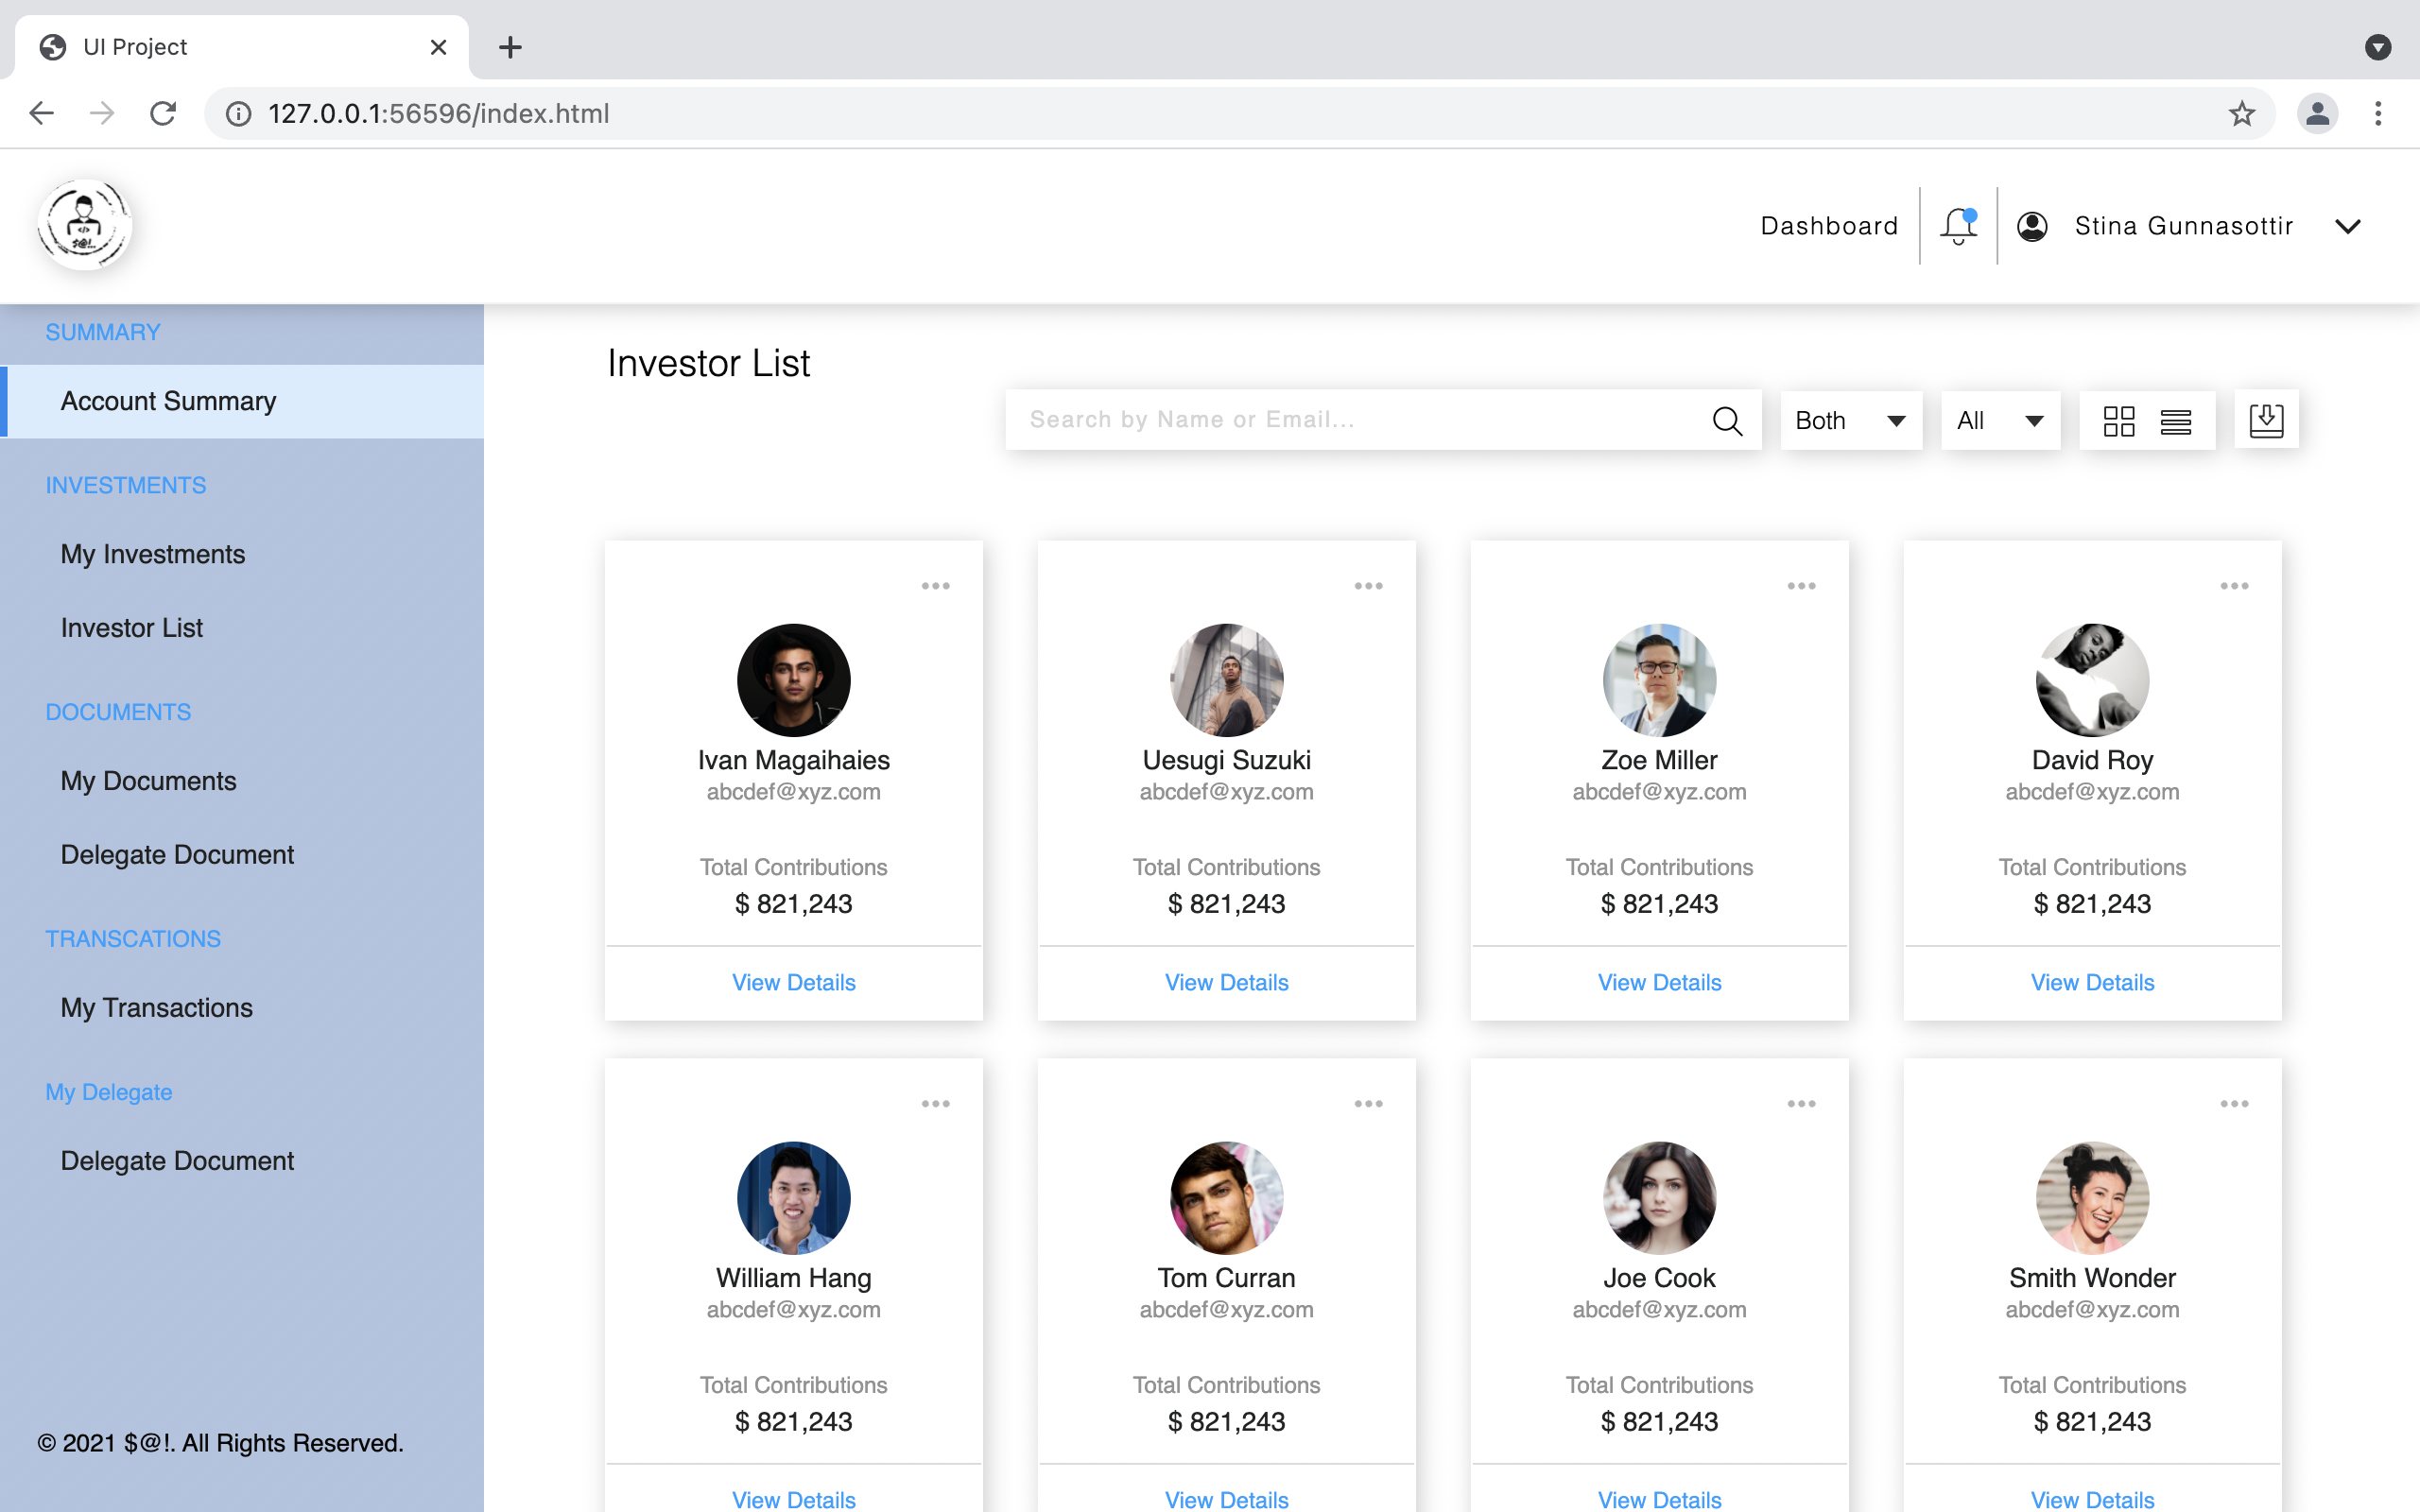 UI Project
127.0.0.1:56596/index.html
Dashboard
Stina Gunnasottir
SUMMARY
Account Summary
INVESTMENTS
My Investments
Investor List
DOCUMENTS
My Documents
Delegate Document
TRANSCATIONS
My Transactions
My Delegate
Delegate Document
© 2021 $@!. All Rights Reserved.
Investor List
Search by Name or Email...
Both
All
Ivan Magaihaies
abcdef@xyz.com
Total Contributions
$ 821,243
View Details
Uesugi Suzuki
abcdef@xyz.com
Total Contributions
$ 821,243
View Details
Zoe Miller
abcdef@xyz.com
Total Contributions
$ 821,243
View Details
David Roy
abcdef@xyz.com
Total Contributions
$ 821,243
View Details
William Hang
abcdef@xyz.com
Total Contributions
$ 821,243
View Details
Tom Curran
abcdef@xyz.com
Total Contributions
$ 821,243
View Details
Joe Cook
abcdef@xyz.com
Total Contributions
$ 821,243
View Details
Smith Wonder
abcdef@xyz.com
Total Contributions
$ 821,243
View Details